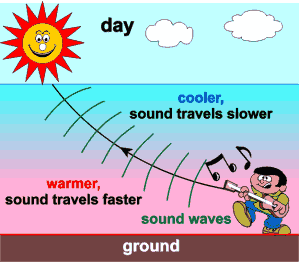 day
cooler,
sound travels slower
warmer,
sound travels faster
sound waves
ground